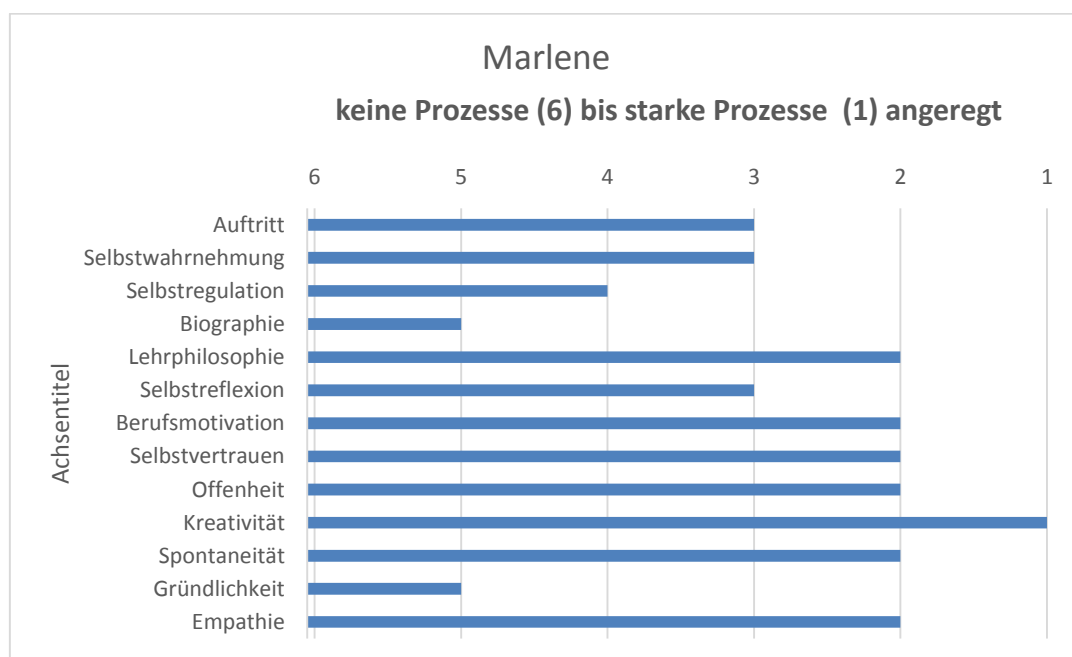 Marlene
keine Prozesse (6) bis starke Prozesse (1) angeregt
6 5 4 3 2 1
Auftritt
Selbstwahrnehmung
Selbstregulation
Biographie
Lehrphilosophie
Selbstreflexion
Berufsmotivation
Selbstvertrauen
Offenheit
Kreativität
Spontaneität
Gründlichkeit
Empathie
Achsentitel